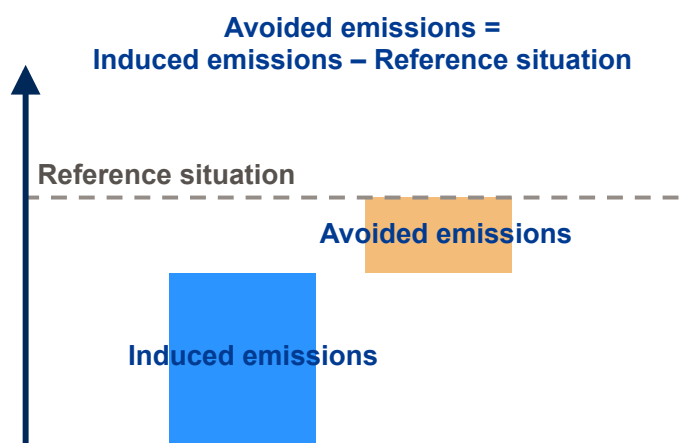 Avoided emissions =
Induced emissions – Reference situation
Reference situation
Avoided emissions
Induced emissions